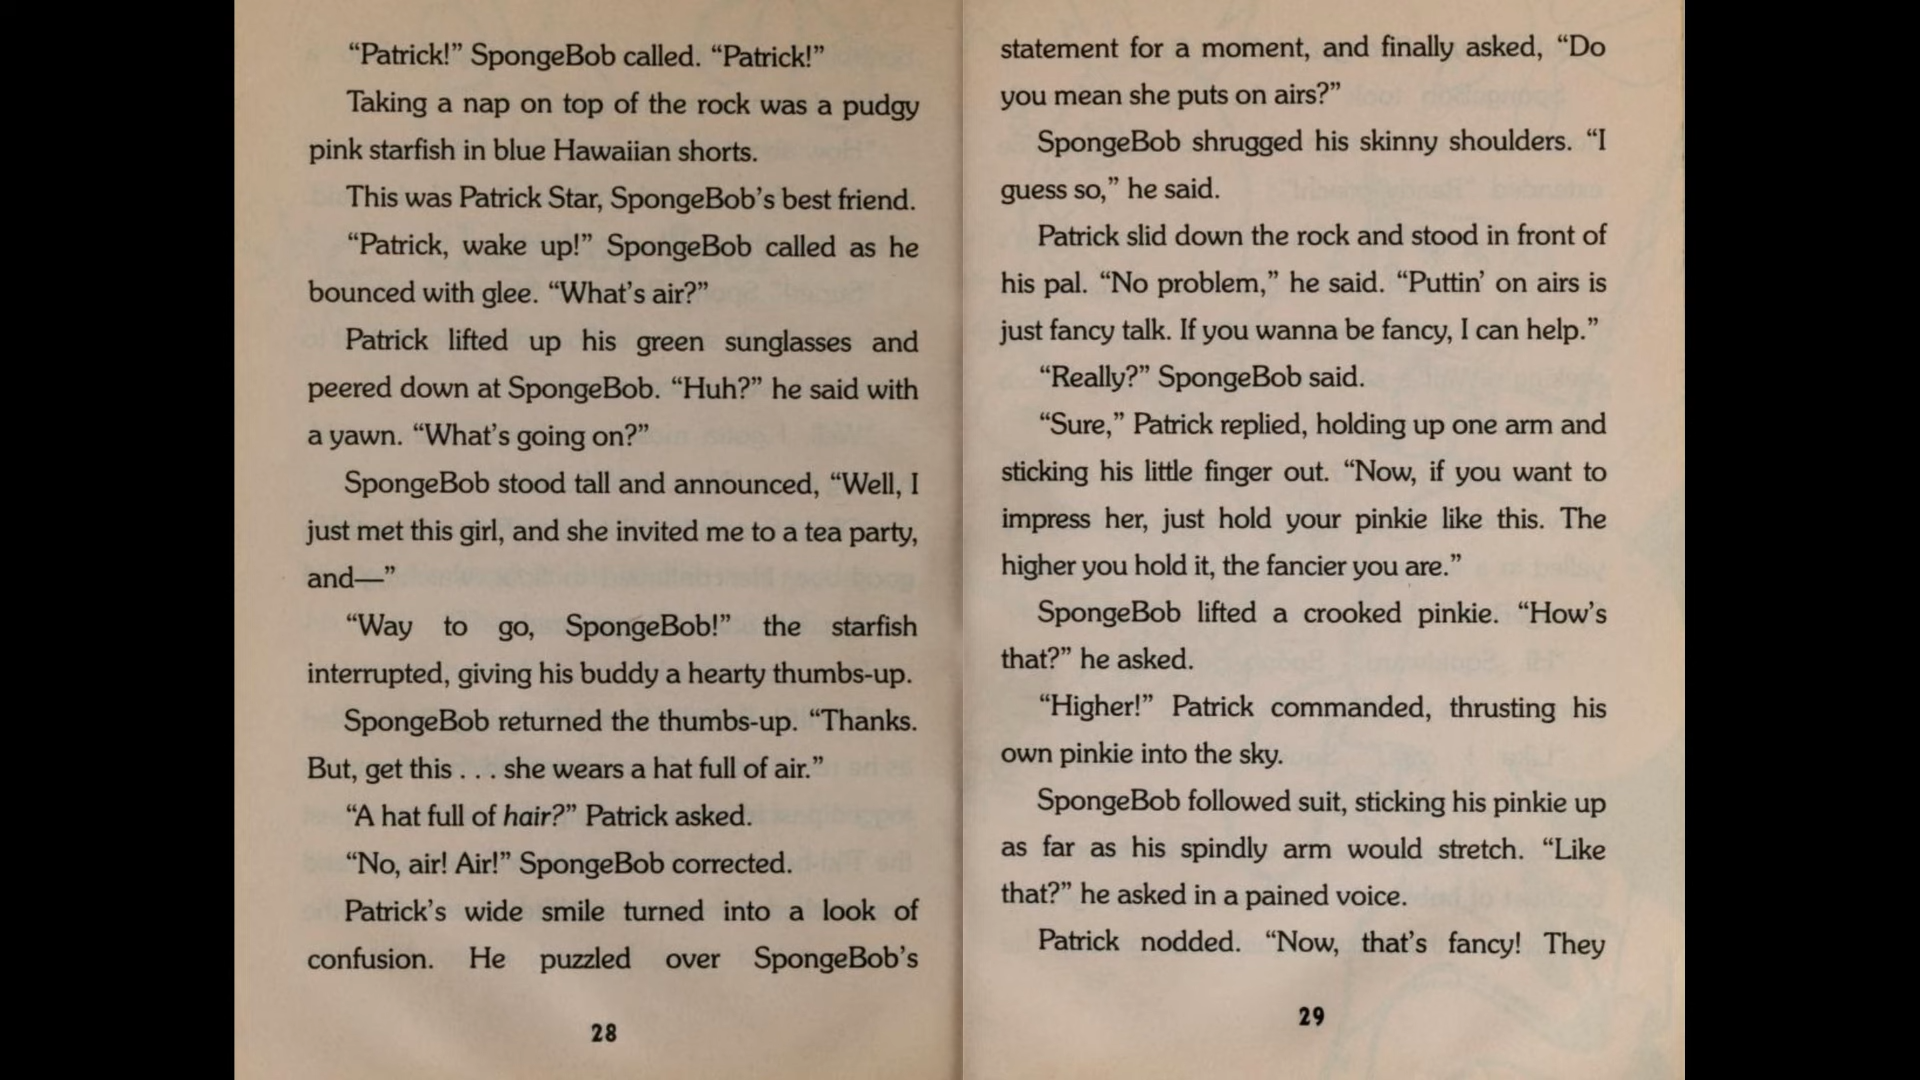 “Patrick!” SpongeBob called. “Patrick!”
Taking a nap on top of the rock was a pudgy
pink starfish in blue Hawaiian shorts.
This was Patrick Star, SpongeBob’s best friend.
“Patrick, wake up!” SpongeBob called as he
bounced with glee. “What’s air?”
Patrick lifted up his green sunglasses and
peered down at SpongeBob. “Huh?” he said with
a yawn. “What’s going on?”
SpongeBob stood tall and announced, “Well, I
just met this girl, and she invited me to a tea party,
and—”
“Way to go, SpongeBob!” the starfish
interrupted, giving his buddy a hearty thumbs-up.
SpongeBob returned the thumbs-up. “Thanks.
But, get this . . . she wears a hat full of air.”
“A hat full of hair?” Patrick asked.
“No, air! Air!” SpongeBob corrected.
Patrick’s wide smile turned into a look of
confusion. He puzzled over SpongeBob’s
28
statement for a moment, and finally asked, “Do
you mean she puts on airs?”
SpongeBob shrugged his skinny shoulders. “I
guess so,” he said.
Patrick slid down the rock and stood in front of
his pal. “No problem,” he said. “Puttin’ on airs is
just fancy talk. If you wanna be fancy, I can help.”
“Really?” SpongeBob said.
“Sure,” Patrick replied, holding up one arm and
sticking his little finger out. “Now, if you want to
impress her, just hold your pinkie like this. The
higher you hold it, the fancier you are.”
SpongeBob lifted a crooked pinkie. “How’s
that?” he asked.
“Higher!” Patrick commanded, thrusting his
own pinkie into the sky.
SpongeBob followed suit, sticking his pinkie up
as far as his spindly arm would stretch. “Like
that?” he asked in a pained voice.
Patrick nodded. “Now, that’s fancy! They
29